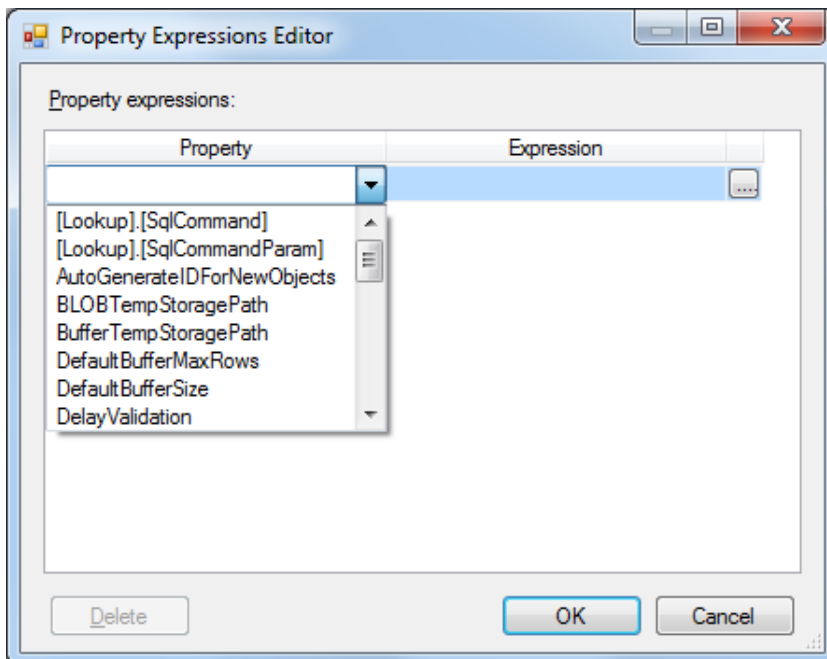 Property Expressions Editor
Property expressions:
Property Expression
....
[Lookup].[SqlCommand]
[Lookup].[SqlCommandParam]
AutoGenerateIDForNewObjects
BLOBTempStoragePath
BufferTempStoragePath
DefaultBufferMaxRows
DefaultBufferSize
DelayValidation
Delete OK Cancel